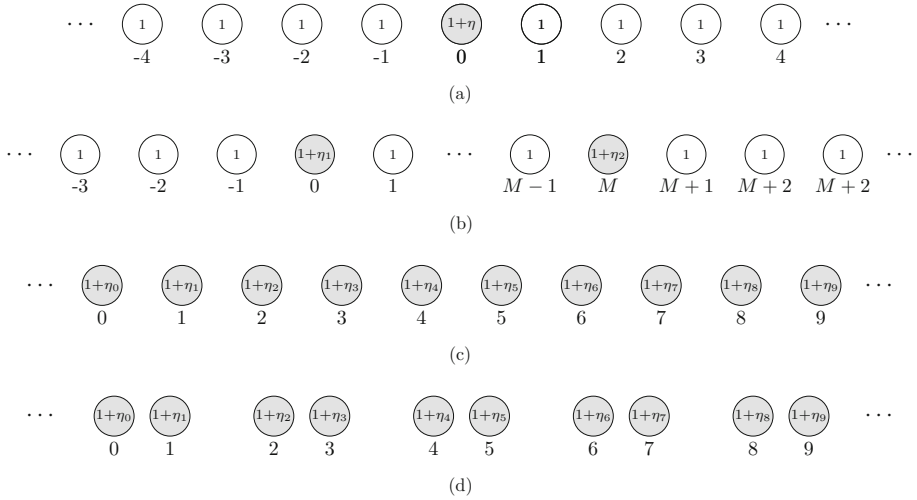 ··· 1 1 1 1 1+η 1 1 1 1 ···
-4 -3 -2 -1 0 1 2 3 4
(a)
··· 1 1 1 1+η₁ 1 ··· 1 1+η₂ 1 1 1 ···
-3 -2 -1 0 1 M − 1 M M + 1 M + 2 M + 2
(b)
··· 1+η₀ 1+η₁ 1+η₂ 1+η₃ 1+η₄ 1+η₅ 1+η₆ 1+η₇ 1+η₈ 1+η₉ ···
0 1 2 3 4 5 6 7 8 9
(c)
··· 1+η₀ 1+η₁ 1+η₂ 1+η₃ 1+η₄ 1+η₅ 1+η₆ 1+η₇ 1+η₈ 1+η₉ ···
0 1 2 3 4 5 6 7 8 9
(d)